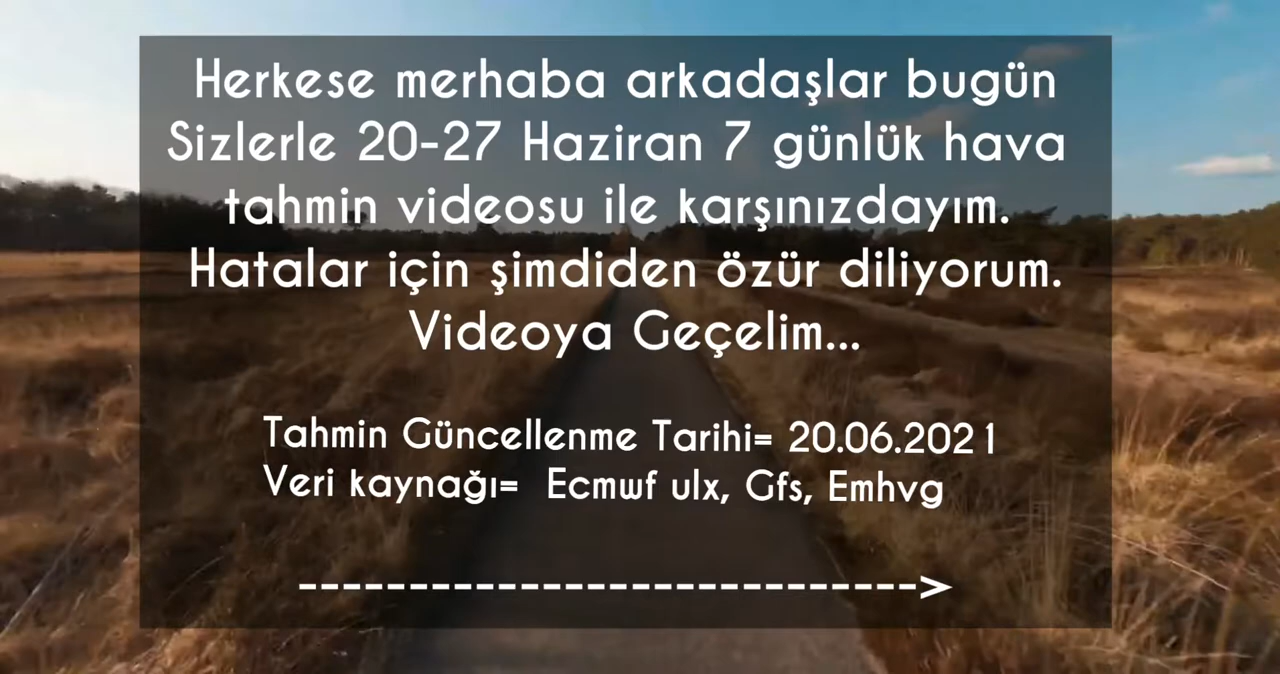 Herkese merhaba arkadaşlar bugün
Sizlerle 20-27 Haziran 7 günlük hava
tahmin videosu ile karşınızdayım.
Hatalar için şimdiden özür diliyorum.
Videoya Geçelim...
Tahmin Güncellenme Tarihi= 20.06.2021
Veri kaynağı= Ecmwf ulx, Gfs, Emhvg
---------------------------->